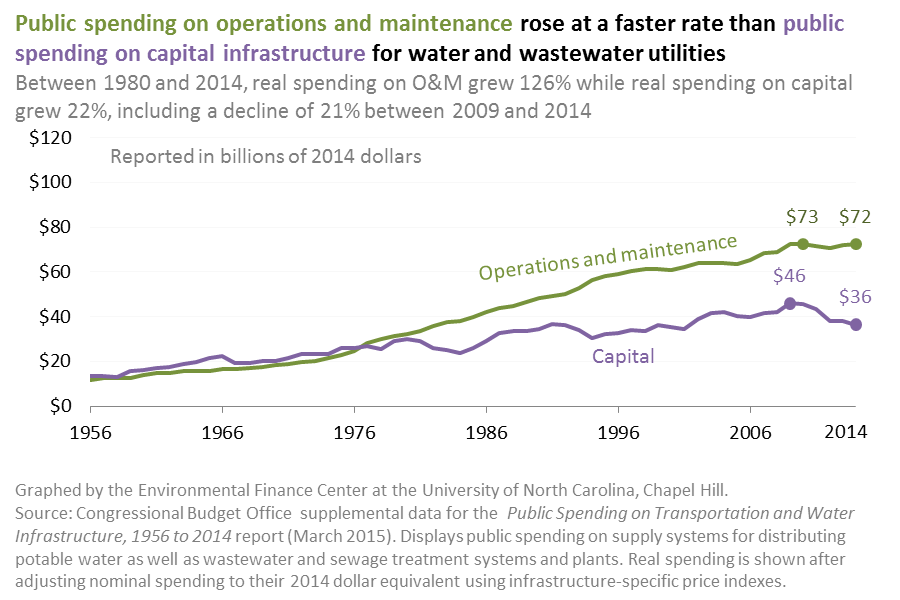 Public spending on operations and maintenance rose at a faster rate than public
spending on capital infrastructure for water and wastewater utilities
Between 1980 and 2014, real spending on O&M grew 126% while real spending on capital
grew 22%, including a decline of 21% between 2009 and 2014
$120
Reported in billions of 2014 dollars
$100
$80
$73
$72
Operations and maintenance
$60
$46
$40
$36
Capital
$20
$0
1956
1966
1976
1986
1996
2006
2014
Graphed by the Environmental Finance Center at the University of North Carolina, Chapel Hill.
Source: Congressional Budget Office supplemental data for the Public Spending on Transportation and Water
Infrastructure, 1956 to 2014 report (March 2015). Displays public spending on supply systems for distributing
potable water as well as wastewater and sewage treatment systems and plants. Real spending is shown after
adjusting nominal spending to their 2014 dollar equivalent using infrastructure-specific price indexes.